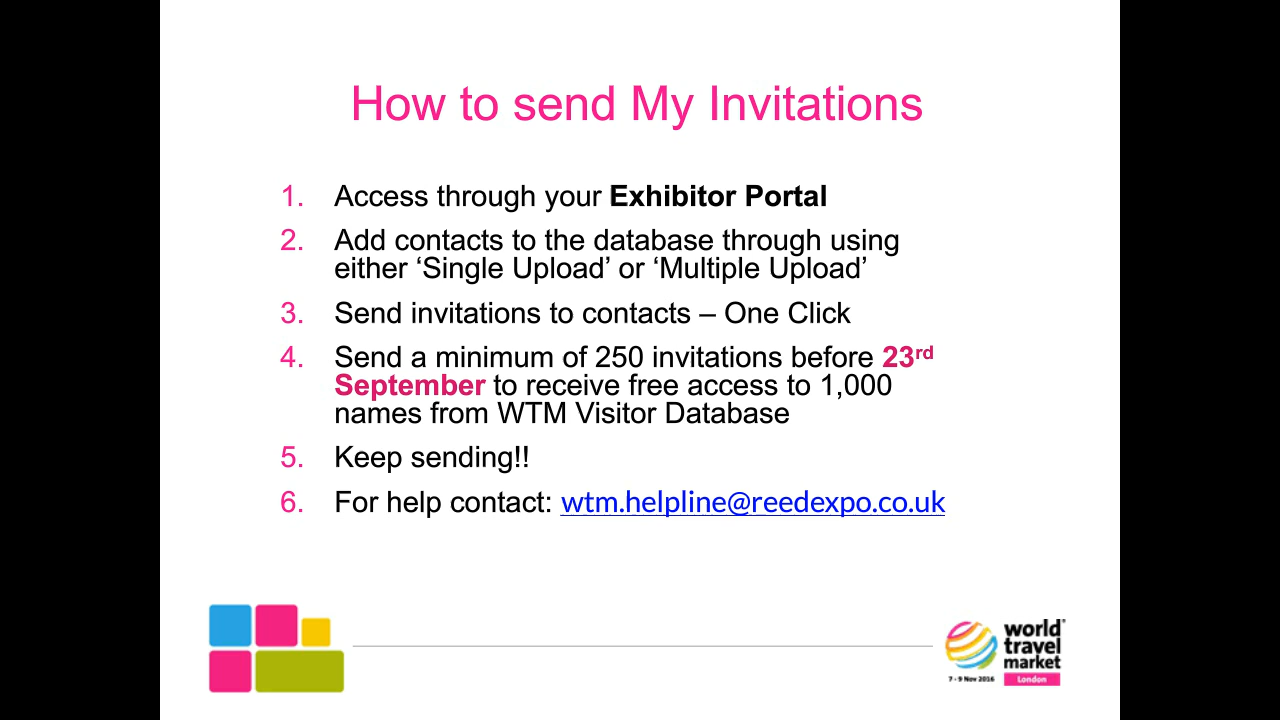 How to send My Invitations
1. Access through your Exhibitor Portal
2. Add contacts to the database through using
either ‘Single Upload’ or ‘Multiple Upload’
3. Send invitations to contacts – One Click
4. Send a minimum of 250 invitations before 23rd
September to receive free access to 1,000
names from WTM Visitor Database
5. Keep sending!!
6. For help contact: wtm.helpline@reedexpo.co.uk
world
travel
market
7 - 9 Nov 2016 London